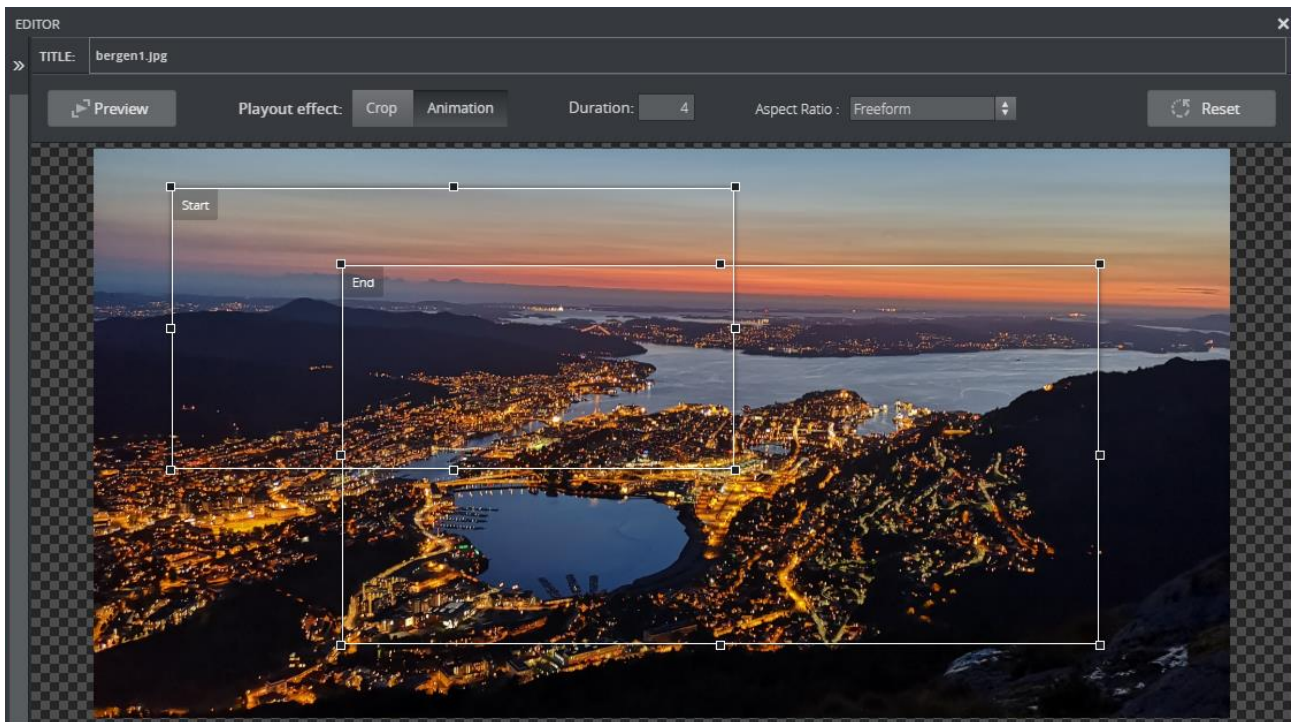 EDITOR
TITLE: bergen1.jpg
Preview Playout effect: Crop Animation Duration: 4 Aspect Ratio : Freeform Reset
Start
End